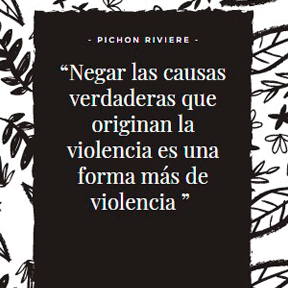 - PICHON RIVIERE -
“Negar las causas
verdaderas que
originan la
violencia es una
forma más de
violencia ”